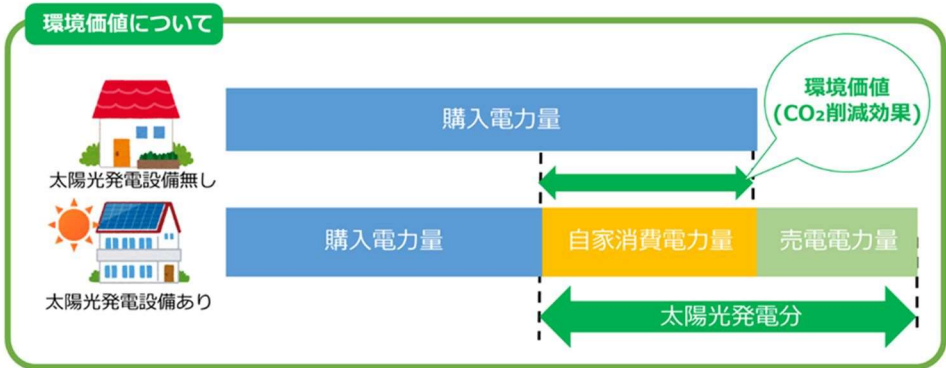 環境価値について
環境価値
(CO₂削減効果)
購入電力量
太陽光発電設備無し
購入電力量
自家消費電力量
売電電力量
太陽光発電設備あり
太陽光発電分